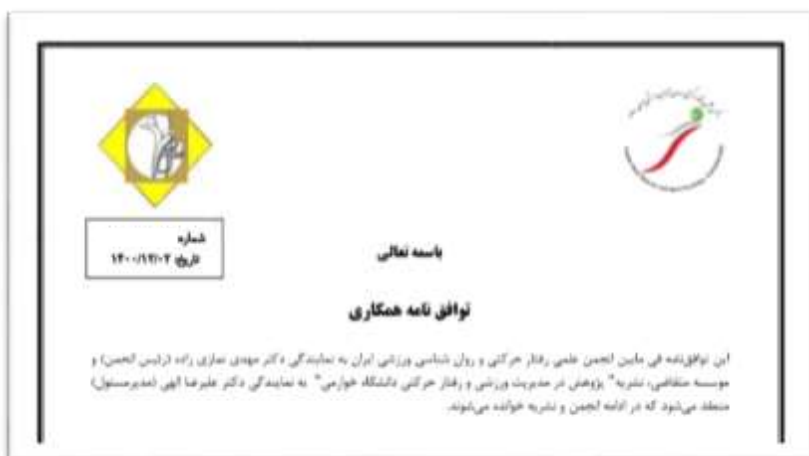 شماره
تاریخ: ۱۴۰۰/۱۲/۰۲
باسمه تعالی
توافق نامه همکاری
این توافق‌نامه فی مابین انجمن علمی رفتار حرکتی و روان شناسی ورزشی ایران به نمایندگی دکتر مهدی نمازی زاده (رئیس انجمن) و
موسسه متقاضی، نشریه" پژوهش در مدیریت ورزشی و رفتار حرکتی دانشگاه خوارزمی" به نمایندگی دکتر علیرضا الهی (مدیرمسئول)
منعقد می‌شود که در ادامه انجمن و نشریه خوانده می‌شوند.